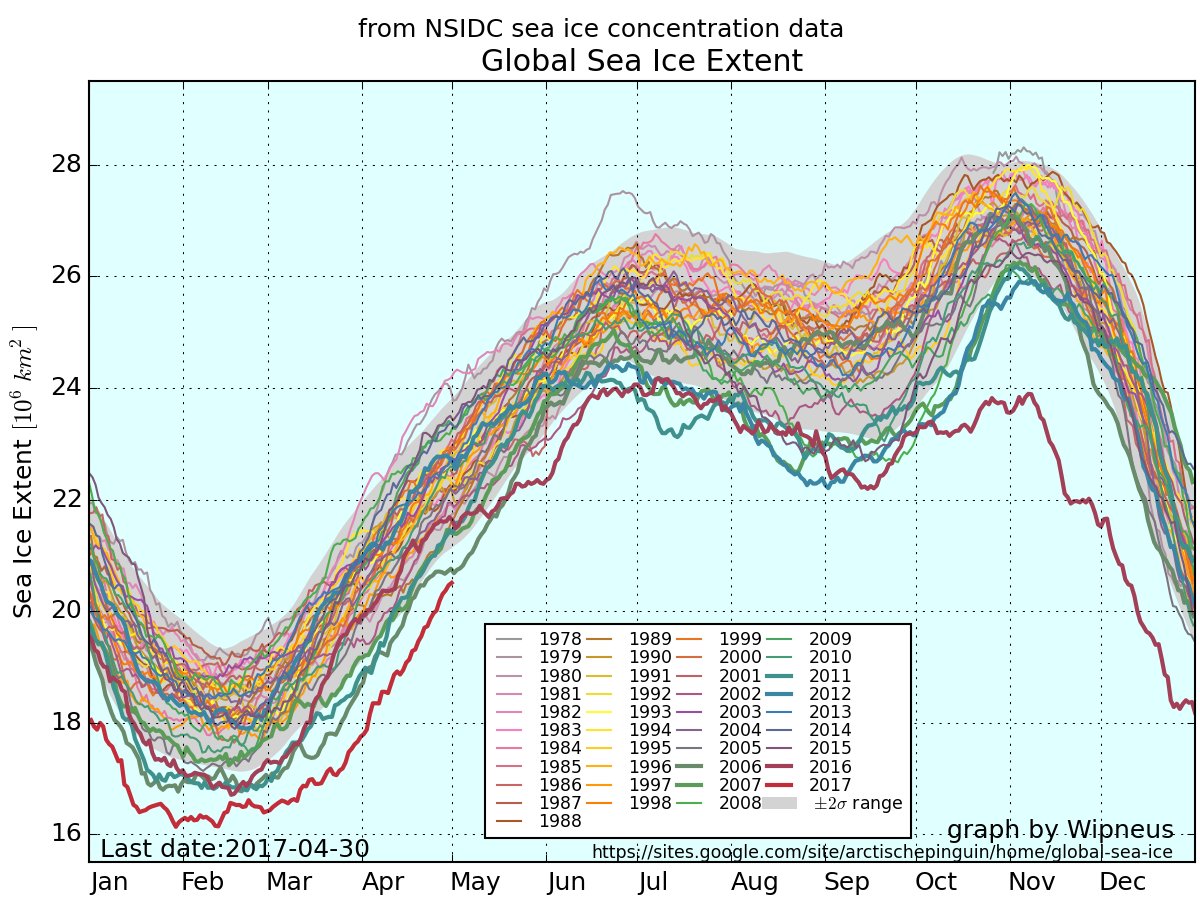 from NSIDC sea ice concentration data
Global Sea Ice Extent
28
26
24
22
20
18
16
Sea Ice Extent [10⁶ km²]
1978 1989 1999 2009
1979 1990 2000 2010
1980 1991 2001 2011
1981 1992 2002 2012
1982 1993 2003 2013
1983 1994 2004 2014
1984 1995 2005 2015
1985 1996 2006 2016
1986 1997 2007 2017
1987 1998 2008 ±2σ range
1988
graph by Wipneus
Last date:2017-04-30
https://sites.google.com/site/arctischepinguin/home/global-sea-ice
Jan Feb Mar Apr May Jun Jul Aug Sep Oct Nov Dec